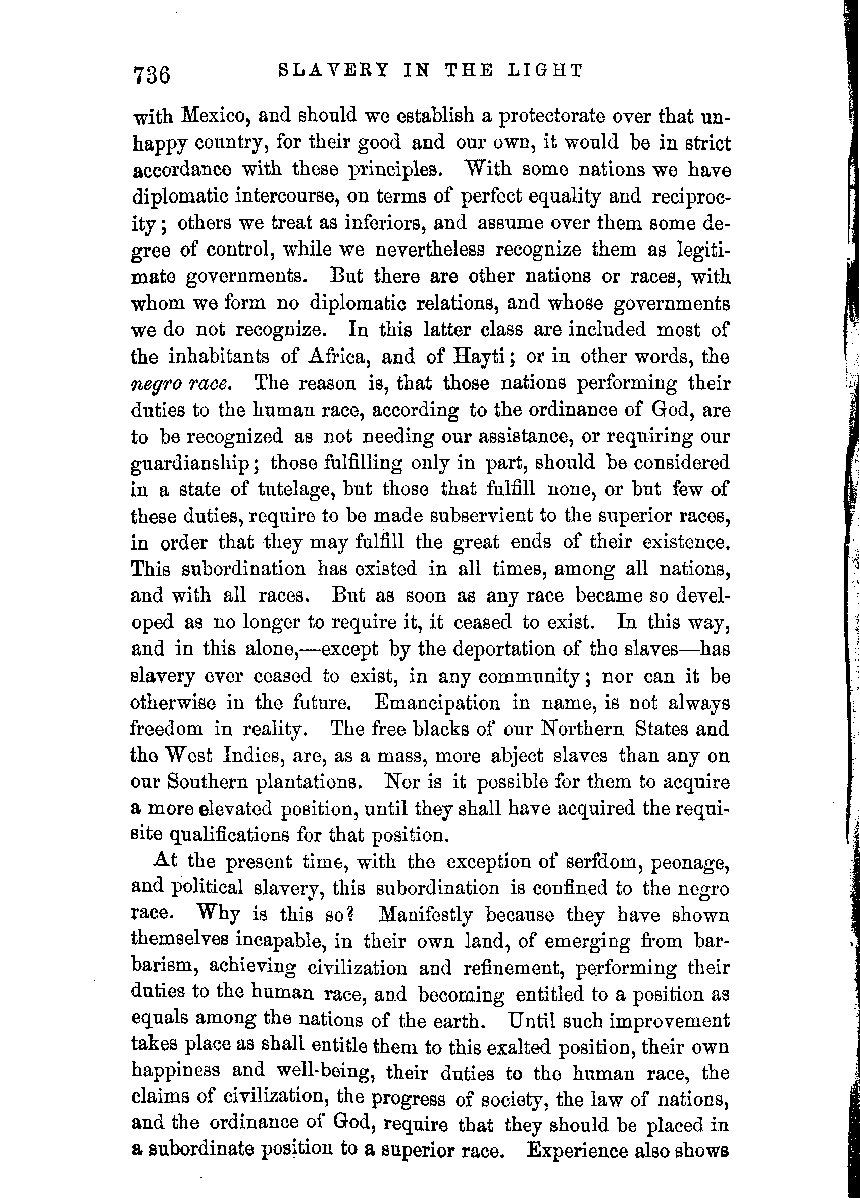 736 SLAVERY IN THE LIGHT
with Mexico, and should we establish a protectorate over that un-
happy country, for their good and our own, it would be in strict
accordance with these principles. With some nations we have
diplomatic intercourse, on terms of perfect equality and reciproc-
ity; others we treat as inferiors, and assume over them some de-
gree of control, while we nevertheless recognize them as legiti-
mate governments. But there are other nations or races, with
whom we form no diplomatic relations, and whose governments
we do not recognize. In this latter class are included most of
the inhabitants of Africa, and of Hayti; or in other words, the
negro race. The reason is, that those nations performing their
duties to the human race, according to the ordinance of God, are
to be recognized as not needing our assistance, or requiring our
guardianship; those fulfilling only in part, should be considered
in a state of tutelage, but those that fulfill none, or but few of
these duties, require to be made subservient to the superior races,
in order that they may fulfill the great ends of their existence.
This subordination has existed in all times, among all nations,
and with all races. But as soon as any race became so devel-
oped as no longer to require it, it ceased to exist. In this way,
and in this alone,—except by the deportation of the slaves—has
slavery ever ceased to exist, in any community; nor can it be
otherwise in the future. Emancipation in name, is not always
freedom in reality. The free blacks of our Northern States and
the West Indies, are, as a mass, more abject slaves than any on
our Southern plantations. Nor is it possible for them to acquire
a more elevated position, until they shall have acquired the requi-
site qualifications for that position.
At the present time, with the exception of serfdom, peonage,
and political slavery, this subordination is confined to the negro
race. Why is this so? Manifestly because they have shown
themselves incapable, in their own land, of emerging from bar-
barism, achieving civilization and refinement, performing their
duties to the human race, and becoming entitled to a position as
equals among the nations of the earth. Until such improvement
takes place as shall entitle them to this exalted position, their own
happiness and well-being, their duties to the human race, the
claims of civilization, the progress of society, the law of nations,
and the ordinance of God, require that they should be placed in
a subordinate position to a superior race. Experience also shows